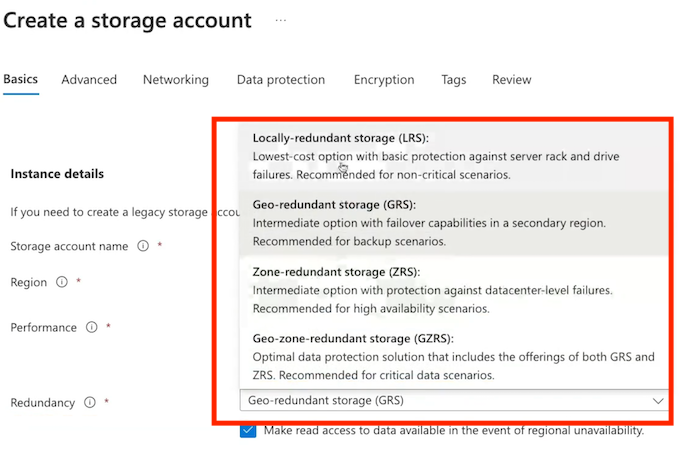 Create a storage account ...
Basics Advanced Networking Data protection Encryption Tags Review
Locally-redundant storage (LRS):
Lowest-cost option with basic protection against server rack and drive
failures. Recommended for non-critical scenarios.
Geo-redundant storage (GRS):
Intermediate option with failover capabilities in a secondary region.
Recommended for backup scenarios.
Zone-redundant storage (ZRS):
Intermediate option with protection against datacenter-level failures.
Recommended for high availability scenarios.
Geo-zone-redundant storage (GZRS):
Optimal data protection solution that includes the offerings of both GRS and
ZRS. Recommended for critical data scenarios.
Instance details
If you need to create a legacy storage
Storage account name *
Region *
Performance *
Redundancy *
Geo-redundant storage (GRS)
Make read access to data available in the event of regional unavailability.